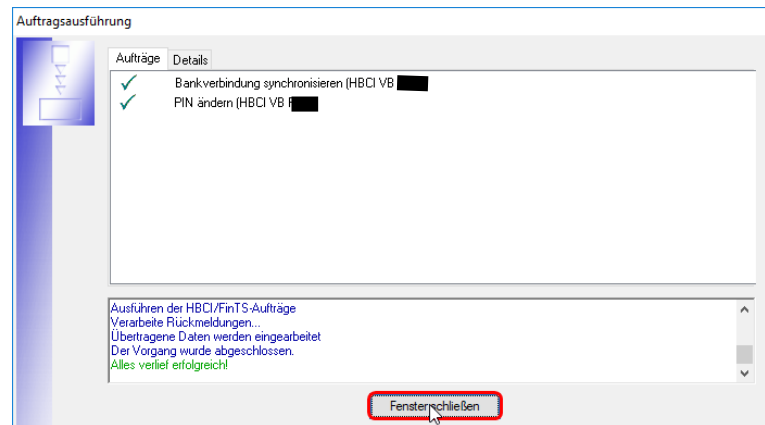 Auftragsausführung
Aufträge Details
Bankverbindung synchronisieren (HBCI VB
PIN ändern (HBCI VB
Ausführen der HBCI/FinTS-Aufträge
Verarbeite Rückmeldungen...
Übertragene Daten werden eingearbeitet
Der Vorgang wurde abgeschlossen.
Alles verlief erfolgreich!
Fenster schließen